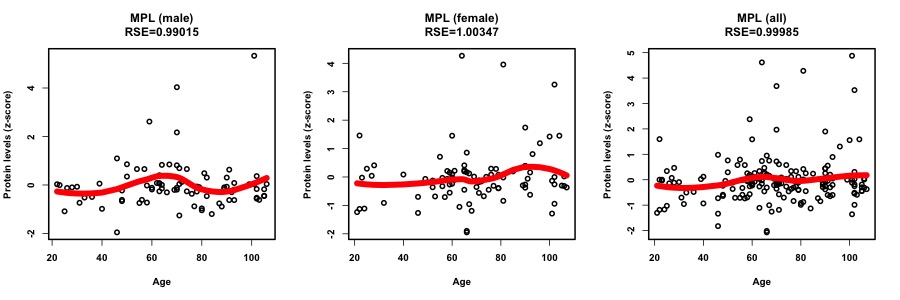 MPL (male)
RSE=0.99015
Protein levels (z-score)
4
2
0
-2
20 40 60 80 100
Age
MPL (female)
RSE=1.00347
Protein levels (z-score)
4
3
2
1
0
-1
-2
20 40 60 80 100
Age
MPL (all)
RSE=0.99985
Protein levels (z-score)
5
4
3
2
1
0
-1
-2
20 40 60 80 100
Age